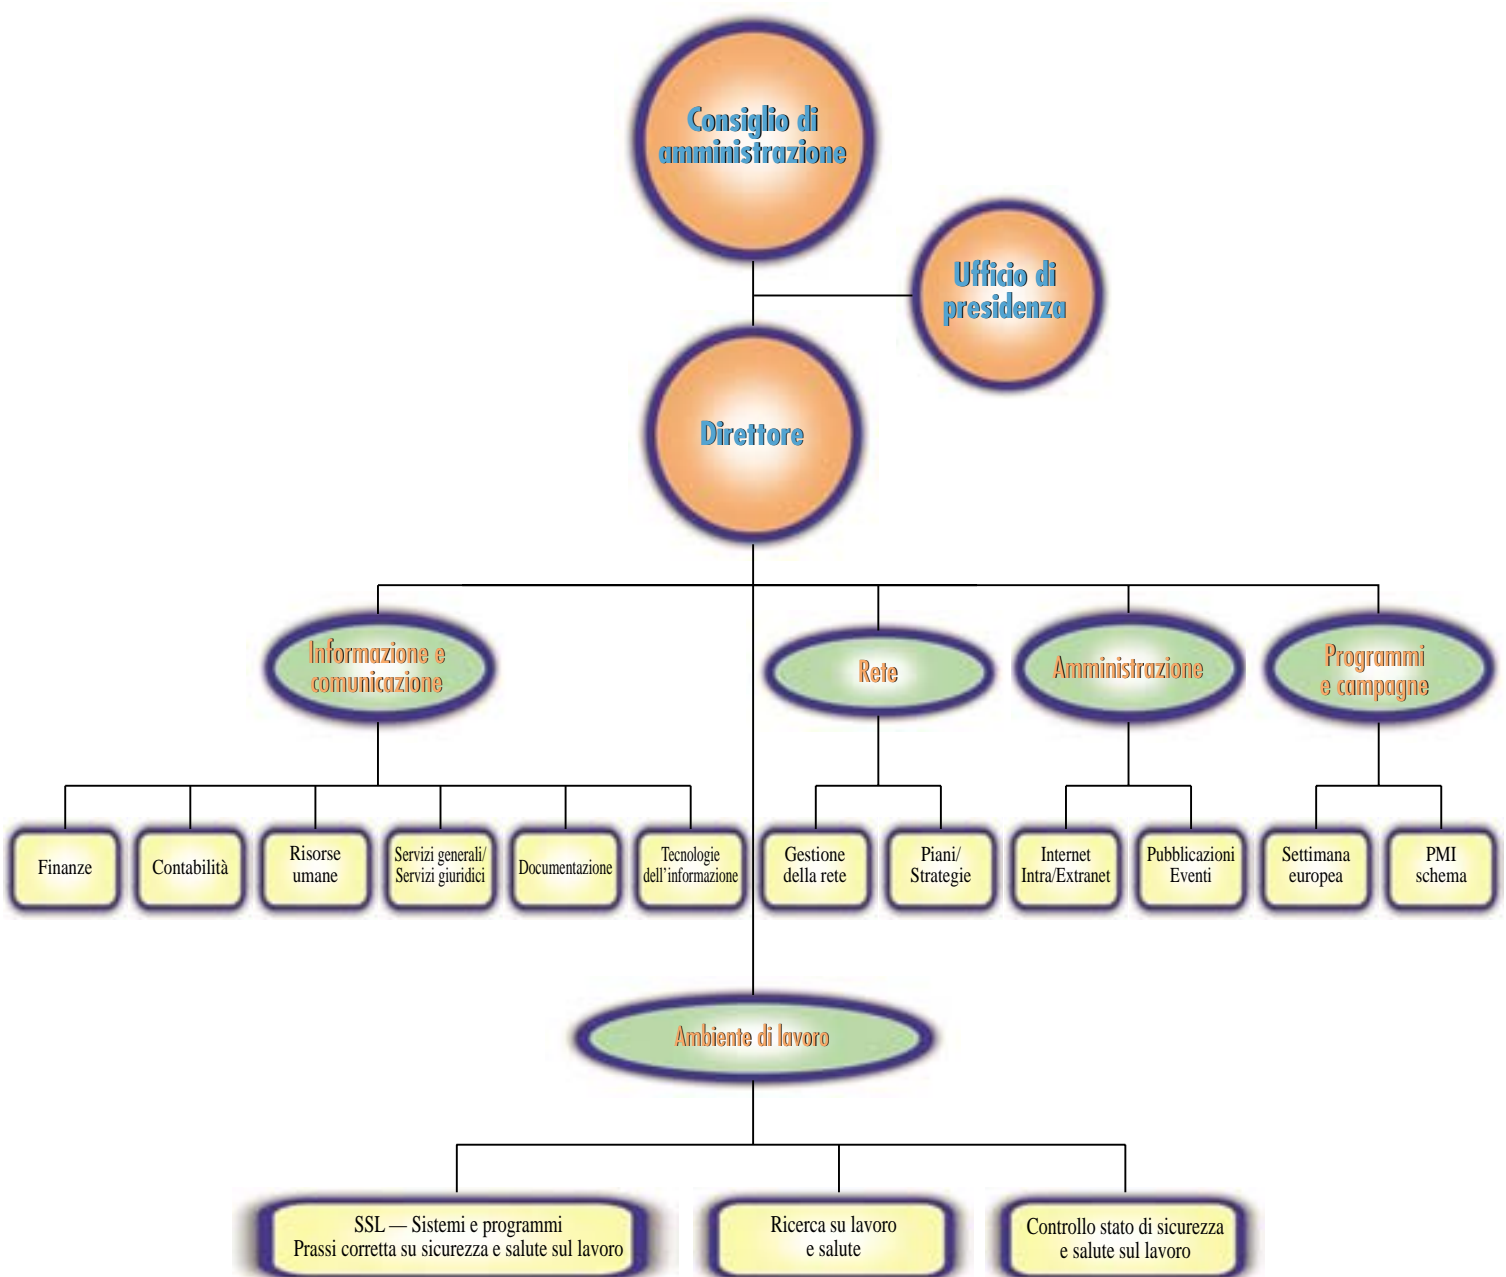 Consiglio di
amministrazione
Ufficio di
presidenza
Direttore
Informazione e
comunicazione
Rete
Amministrazione
Programmi
e campagne
Finanze
Contabilità
Risorse
umane
Servizi generali/
Servizi giuridici
Documentazione
Tecnologie
dell'informazione
Gestione
della rete
Piani/
Strategie
Internet
Intra/Extranet
Pubblicazioni
Eventi
Settimana
europea
PMI
schema
Ambiente di lavoro
SSL — Sistemi e programmi
Prassi corretta su sicurezza e salute sul lavoro
Ricerca su lavoro
e salute
Controllo stato di sicurezza
e salute sul lavoro